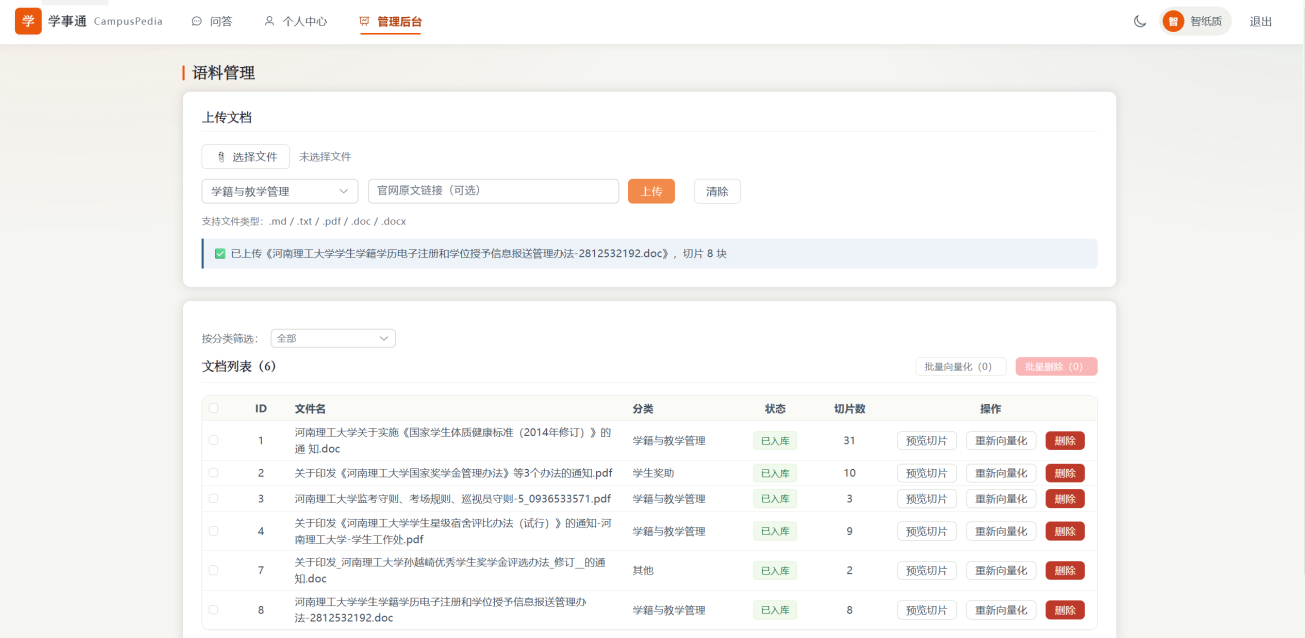 学 学事通 CampusPedia 问答 个人中心 管理后台 智 智纸质 退出
语料管理
上传文档
选择文件 未选择文件
学籍与教学管理 官网原文链接（可选） 上传 清除
支持文件类型：.md / .txt / .pdf / .doc / .docx
已上传《河南理工大学学生学籍学历电子注册和学位授予信息报送管理办法-2812532192.doc》，切片 8 块
按分类筛选： 全部
文档列表（6） 批量向量化（0） 批量删除（0）
ID 文件名 分类 状态 切片数 操作
1 河南理工大学关于实施《国家学生体质健康标准（2014年修订）》的
通 知.doc 学籍与教学管理 已入库 31 预览切片 重新向量化 删除
2 关于印发《河南理工大学国家奖学金管理办法》等3个办法的通知.pdf 学生奖助 已入库 10 预览切片 重新向量化 删除
3 河南理工大学监考守则、考场规则、巡视员守则-5_0936533571.pdf 学籍与教学管理 已入库 3 预览切片 重新向量化 删除
4 关于印发《河南理工大学学生星级宿舍评比办法（试行）》的通知-河
南理工大学-学生工作处.pdf 学籍与教学管理 已入库 9 预览切片 重新向量化 删除
7 关于印发_河南理工大学孙越崎优秀学生奖学金评选办法_修订__的通
知.doc 其他 已入库 2 预览切片 重新向量化 删除
8 河南理工大学学生学籍学历电子注册和学位授予信息报送管理办
法-2812532192.doc 学籍与教学管理 已入库 8 预览切片 重新向量化 删除